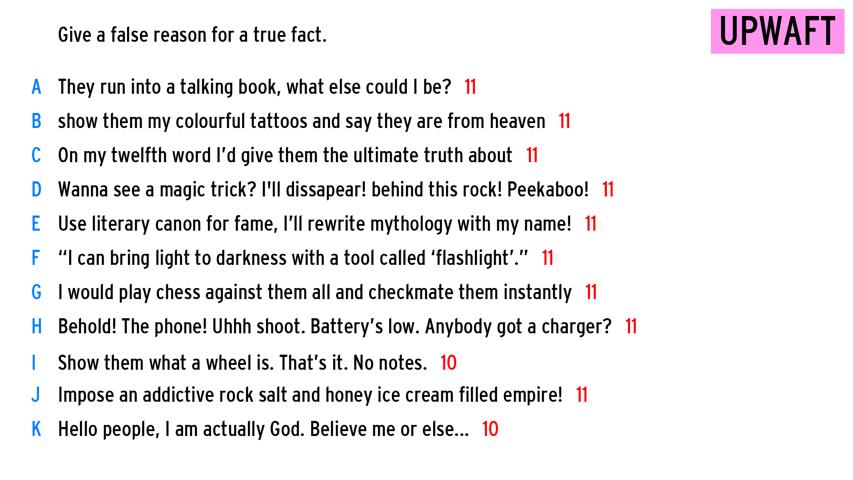 Give a false reason for a true fact.
UPWAFT
A They run into a talking book, what else could I be? 11
B show them my colourful tattoos and say they are from heaven 11
C On my twelfth word I'd give them the ultimate truth about 11
D Wanna see a magic trick? I'll dissapear! behind this rock! Peekaboo! 11
E Use literary canon for fame, I'll rewrite mythology with my name! 11
F “I can bring light to darkness with a tool called ‘flashlight’.” 11
G I would play chess against them all and checkmate them instantly 11
H Behold! The phone! Uhhh shoot. Battery's low. Anybody got a charger? 11
I Show them what a wheel is. That's it. No notes. 10
J Impose an addictive rock salt and honey ice cream filled empire! 11
K Hello people, I am actually God. Believe me or else... 10